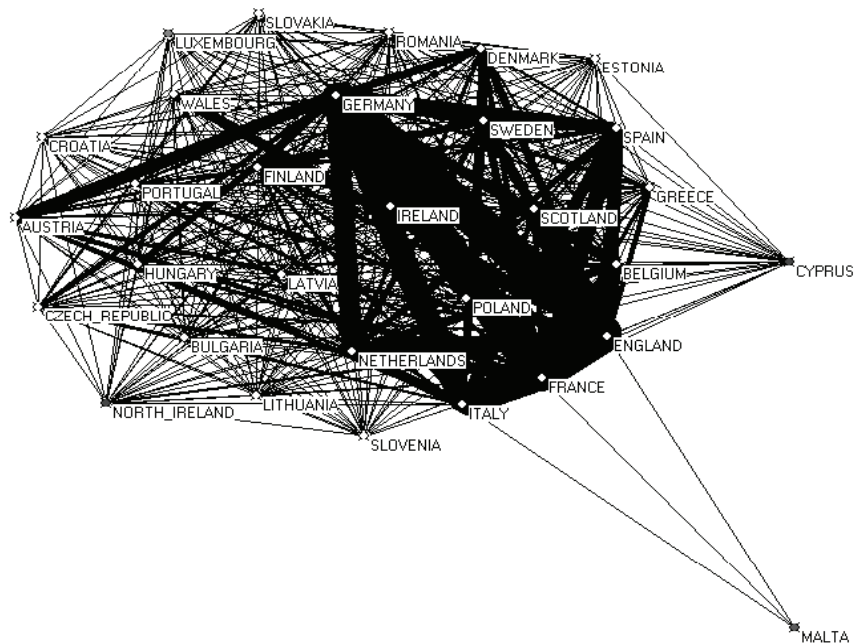 SLOVAKIA
LUXEMBOURG
ROMANIA
DENMARK
ESTONIA
WALES
GERMANY
SWEDEN
SPAIN
CROATIA
FINLAND
PORTUGAL
GREECE
IRELAND
SCOTLAND
AUSTRIA
HUNGARY
LATVIA
BELGIUM
CYPRUS
CZECH_REPUBLIC
POLAND
BULGARIA
ENGLAND
NETHERLANDS
FRANCE
LITHUANIA
NORTH_IRELAND
ITALY
SLOVENIA
MALTA